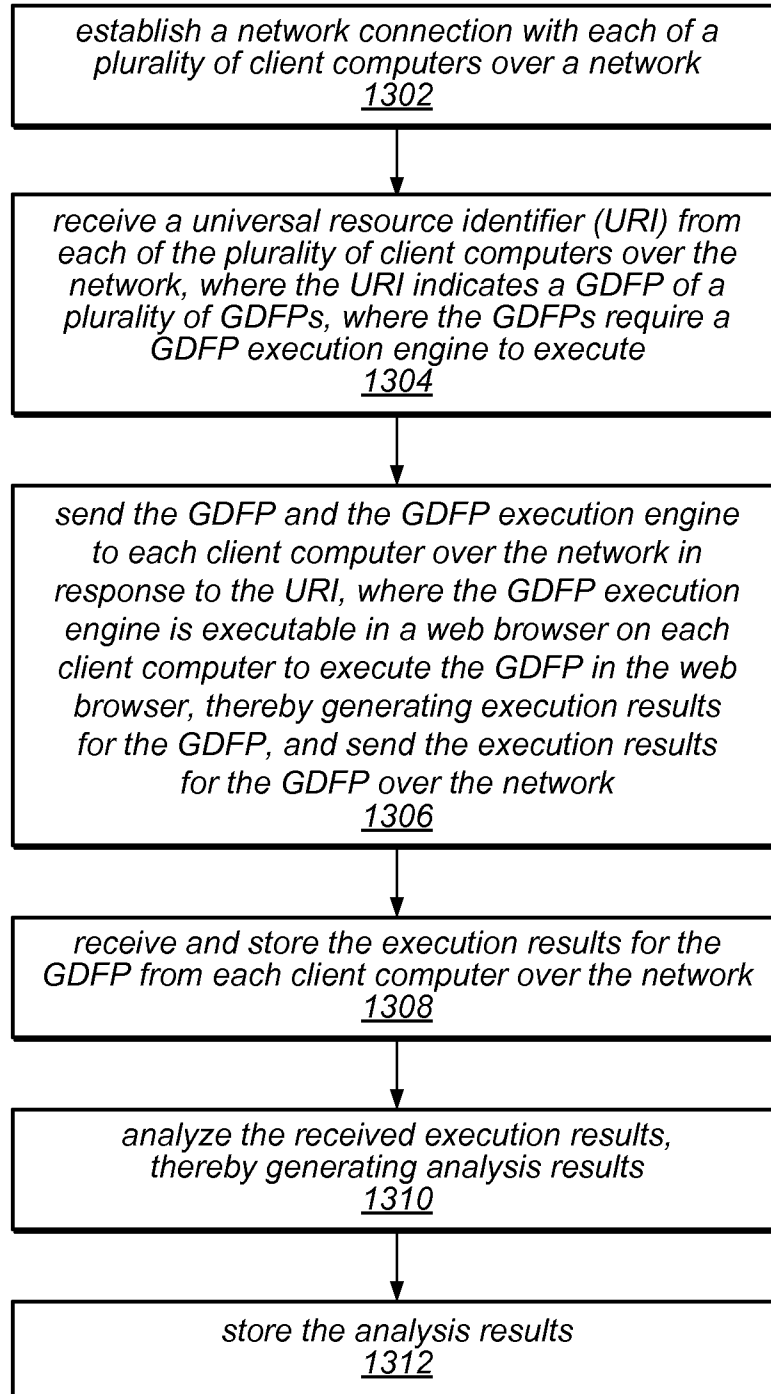 establish a network connection with each of a
plurality of client computers over a network
1302
receive a universal resource identifier (URI) from
each of the plurality of client computers over the
network, where the URI indicates a GDFP of a
plurality of GDFPs, where the GDFPs require a
GDFP execution engine to execute
1304
send the GDFP and the GDFP execution engine
to each client computer over the network in
response to the URI, where the GDFP execution
engine is executable in a web browser on each
client computer to execute the GDFP in the web
browser, thereby generating execution results
for the GDFP, and send the execution results
for the GDFP over the network
1306
receive and store the execution results for the
GDFP from each client computer over the network
1308
analyze the received execution results,
thereby generating analysis results
1310
store the analysis results
1312